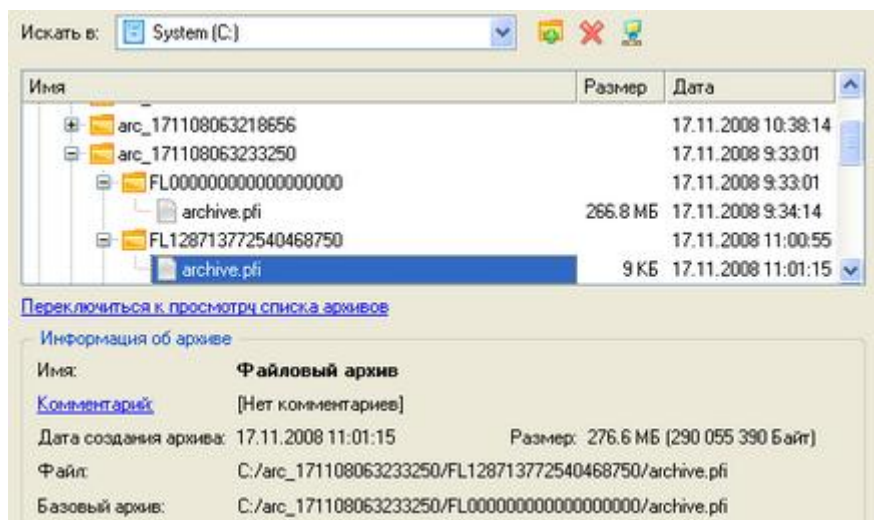 Искать в: System (C:)
Имя Размер Дата
arc_171108063218656 17.11.2008 10:38:14
arc_171108063233250 17.11.2008 9:33:01
FL000000000000000000 17.11.2008 9:33:01
archive.pfi 266.8 МБ 17.11.2008 9:34:14
FL128713772540468750 17.11.2008 11:00:55
archive.pfi 9 КБ 17.11.2008 11:01:15
Переключиться к просмотру списка архивов
Информация об архиве
Имя: Файловый архив
Комментарий: [Нет комментариев]
Дата создания архива: 17.11.2008 11:01:15 Размер: 276.6 МБ (290 055 390 Байт)
Файл: C:/arc_171108063233250/FL128713772540468750/archive.pfi
Базовый архив: C:/arc_171108063233250/FL000000000000000000/archive.pfi